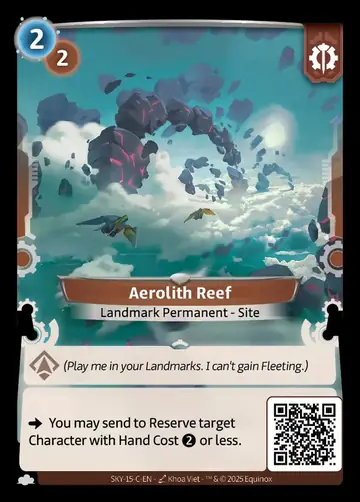 2
2
Aerolith Reef
Landmark Permanent - Site
(Play me in your Landmarks. I can't gain Fleeting.)
➜ You may send to Reserve target
Character with Hand Cost ❷ or less.
SKY-15-C-EN - Khoa Viet - ™ & © 2025 Equinox